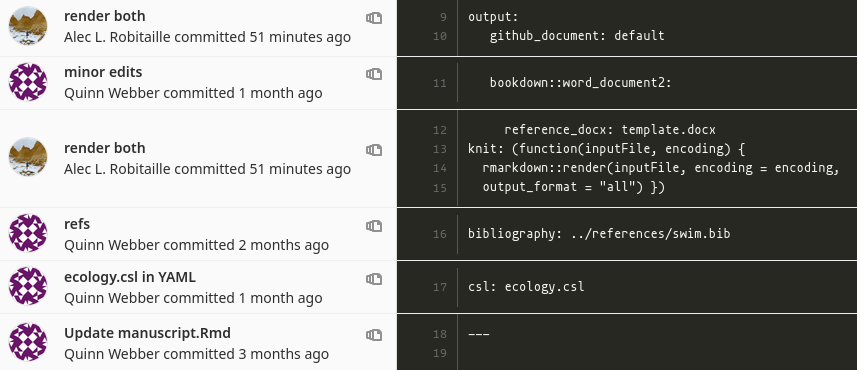 render both
Alec L. Robitaille committed 51 minutes ago
9 output:
10 github_document: default
minor edits
Quinn Webber committed 1 month ago
11 bookdown::word_document2:
render both
Alec L. Robitaille committed 51 minutes ago
12 reference_docx: template.docx
13 knit: (function(inputFile, encoding) {
14 rmarkdown::render(inputFile, encoding = encoding,
15 output_format = "all") })
refs
Quinn Webber committed 2 months ago
16 bibliography: ../references/swim.bib
ecology.csl in YAML
Quinn Webber committed 1 month ago
17 csl: ecology.csl
Update manuscript.Rmd
Quinn Webber committed 3 months ago
18 ---
19